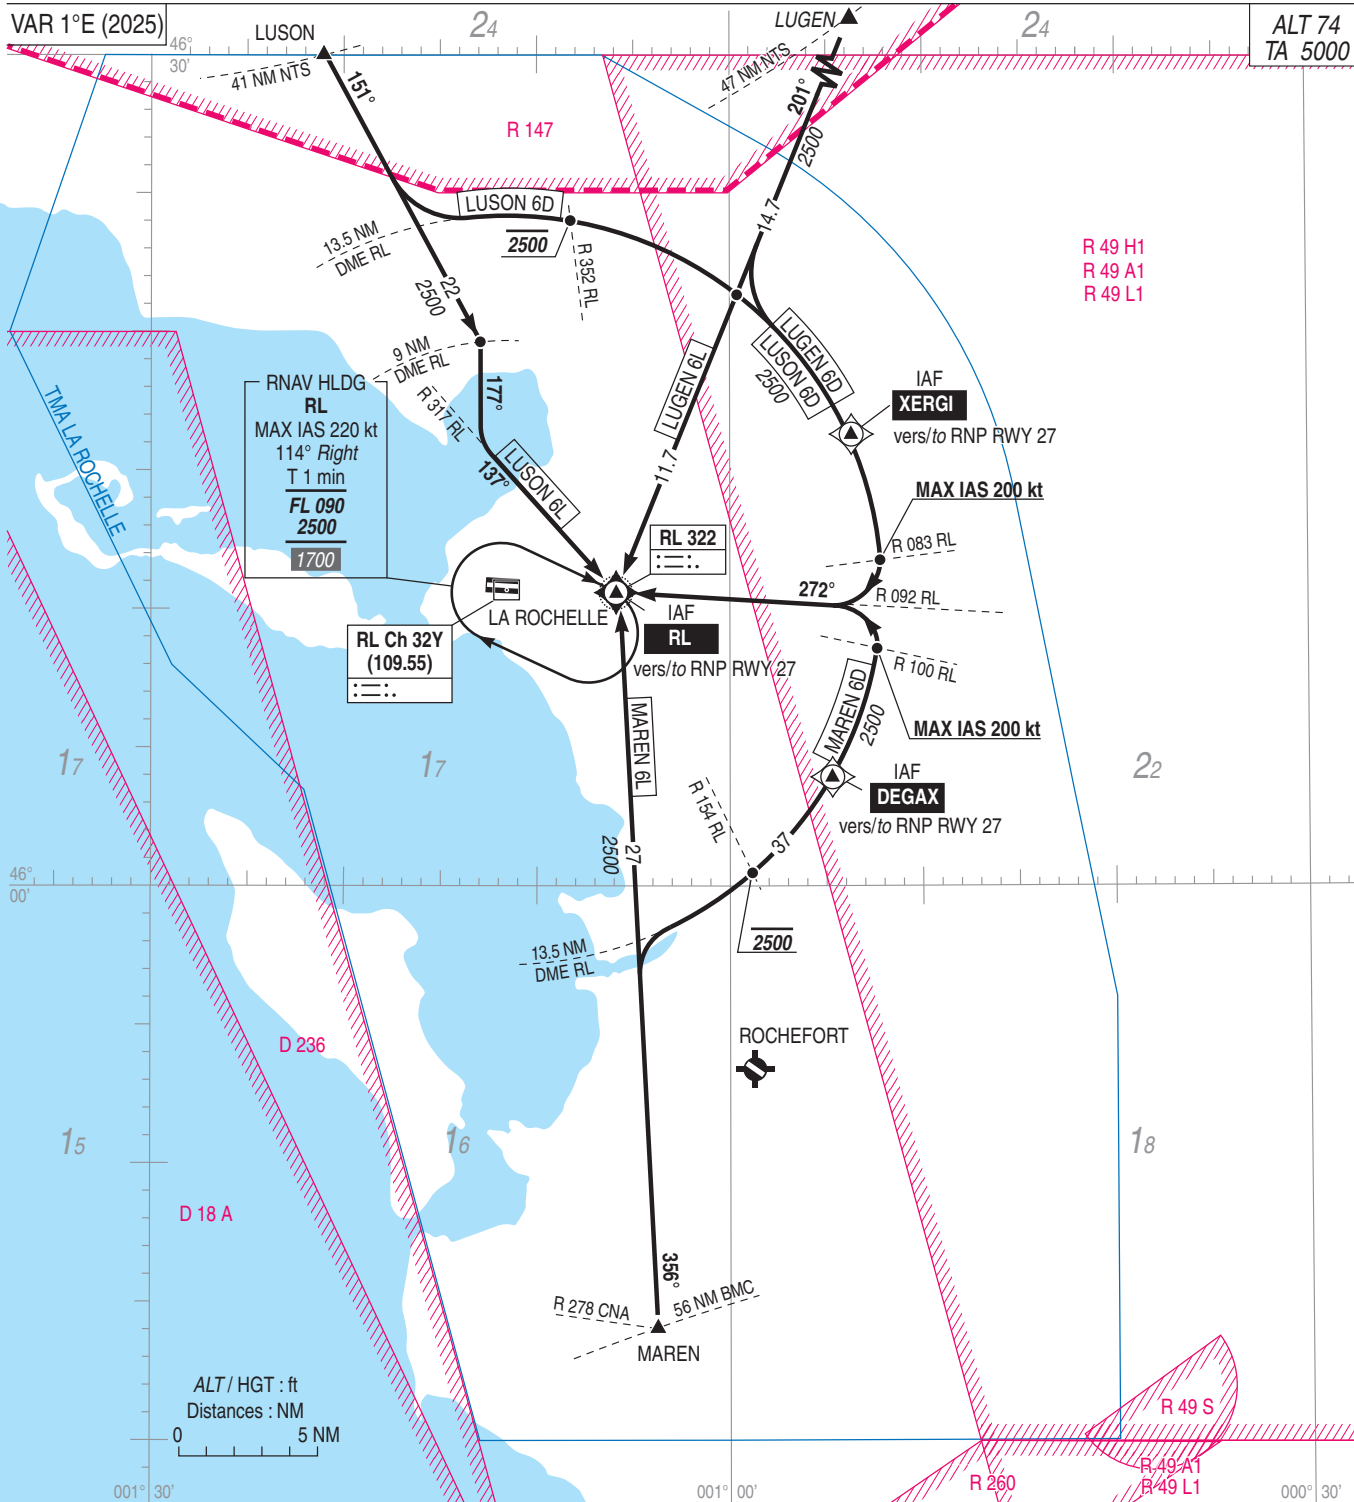 VAR 1°E (2025)
LUSON
24
LUGEN
24
ALT 74
TA 5000
46°
30'
41 NM NTS
47 NM NTS
151°
201°
R 147
2500
LUSON 6D
14.7
13.5 NM
DME RL
2500
R 352 RL
R 49 H1
R 49 A1
R 49 L1
22
2500
9 NM
DME RL
R 317 RL
177°
LUGEN 6L
LUGEN 6D
LUSON 6D
2500
IAF
XERGI
vers/to RNP RWY 27
RNAV HLDG
RL
MAX IAS 220 kt
114° Right
T 1 min
FL 090
2500
1700
TMA LA ROCHELLE
137°
LUSON 6L
11.7
MAX IAS 200 kt
RL 322
R 083 RL
272°
R 092 RL
LA ROCHELLE
IAF
RL
vers/to RNP RWY 27
RL Ch 32Y
(109.55)
R 100 RL
MAREN 6D
2500
MAX IAS 200 kt
MAREN 6L
17
17
22
IAF
DEGAX
vers/to RNP RWY 27
R 154 RL
37
27
2500
46°
00'
2500
13.5 NM
DME RL
ROCHEFORT
D 236
15
16
18
D 18 A
356°
R 278 CNA
56 NM BMC
MAREN
ALT / HGT : ft
Distances : NM
0
5 NM
R 49 S
R 49 A1
R 49 L1
R 260
001° 30'
001° 00'
000° 30'